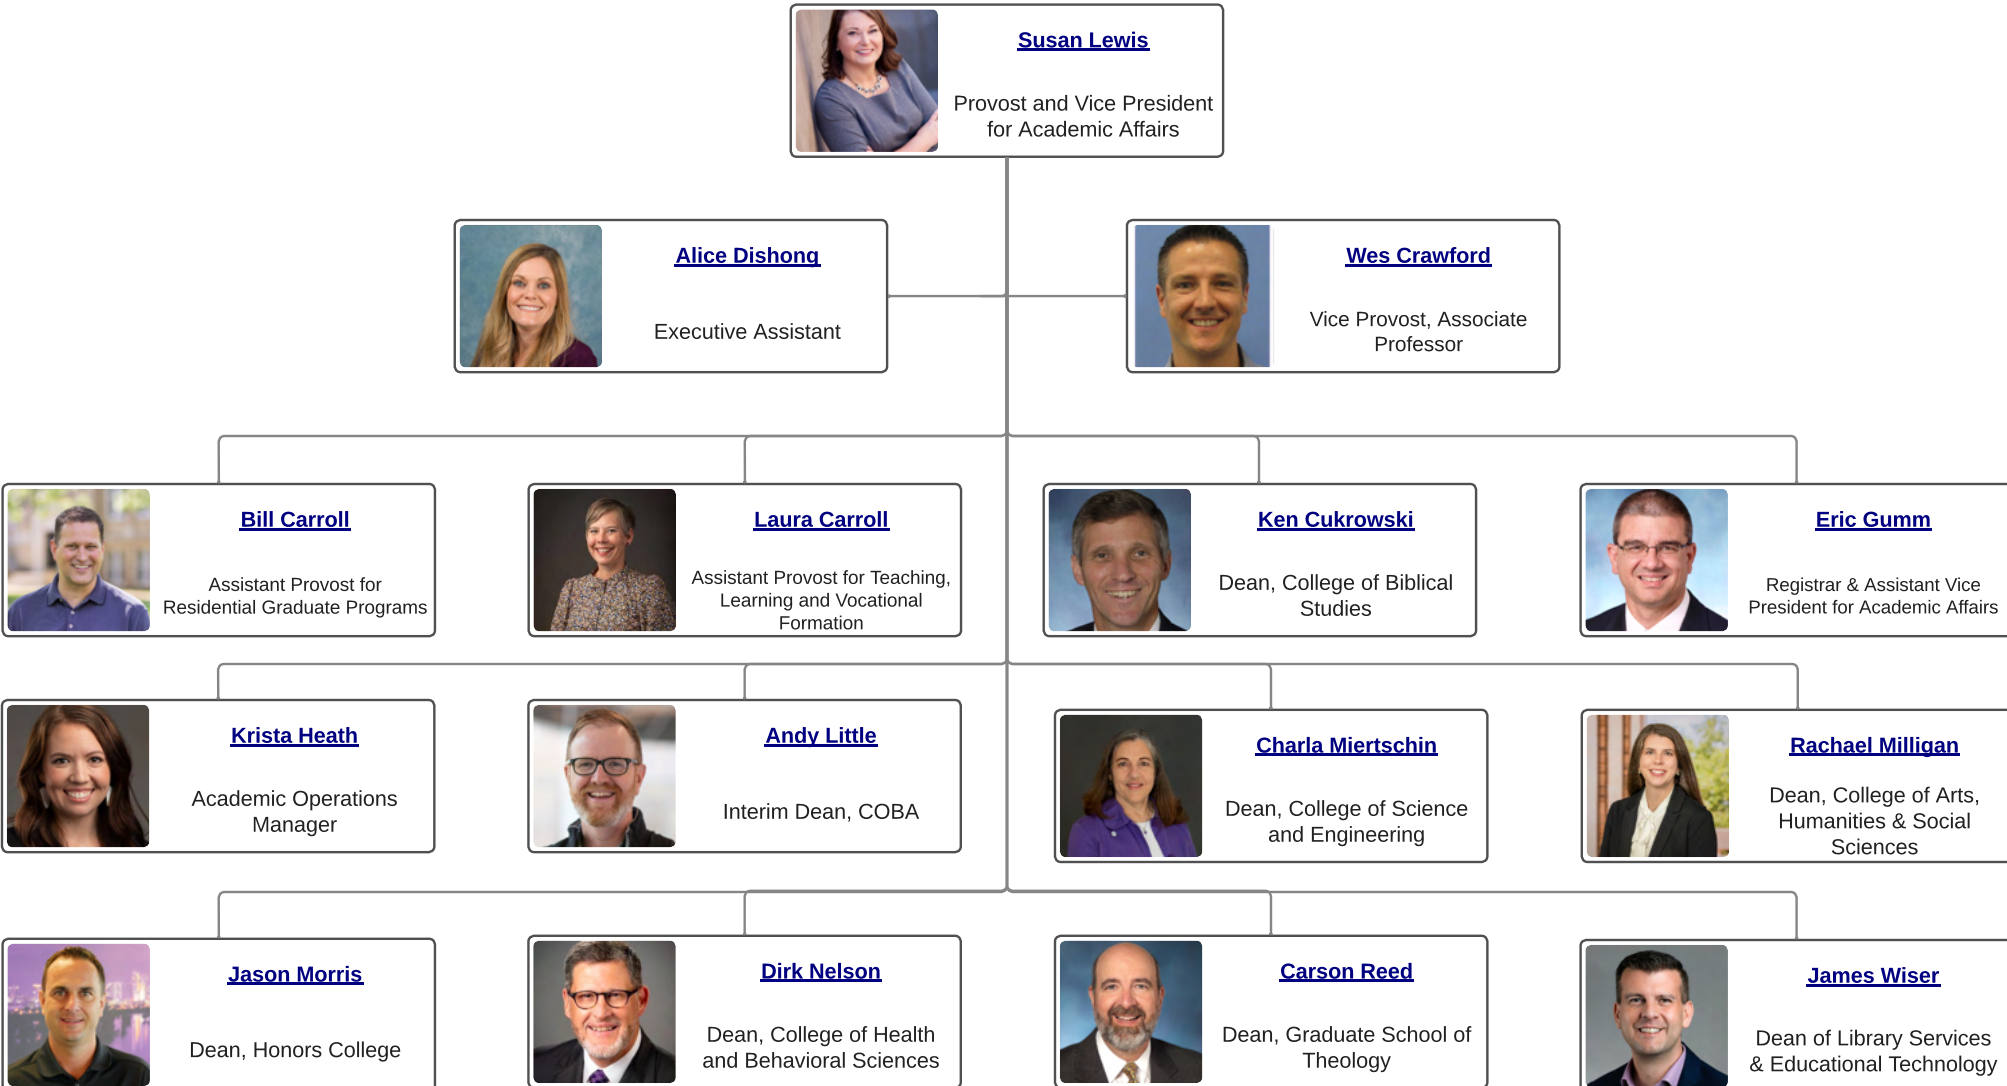 Susan Lewis
Provost and Vice President
for Academic Affairs
Alice Dishong
Executive Assistant
Wes Crawford
Vice Provost, Associate
Professor
Bill Carroll
Assistant Provost for
Residential Graduate Programs
Laura Carroll
Assistant Provost for Teaching,
Learning and Vocational
Formation
Ken Cukrowski
Dean, College of Biblical
Studies
Eric Gumm
Registrar & Assistant Vice
President for Academic Affairs
Krista Heath
Academic Operations
Manager
Andy Little
Interim Dean, COBA
Charla Miertschin
Dean, College of Science
and Engineering
Rachael Milligan
Dean, College of Arts,
Humanities & Social
Sciences
Jason Morris
Dean, Honors College
Dirk Nelson
Dean, College of Health
and Behavioral Sciences
Carson Reed
Dean, Graduate School of
Theology
James Wiser
Dean of Library Services
& Educational Technology